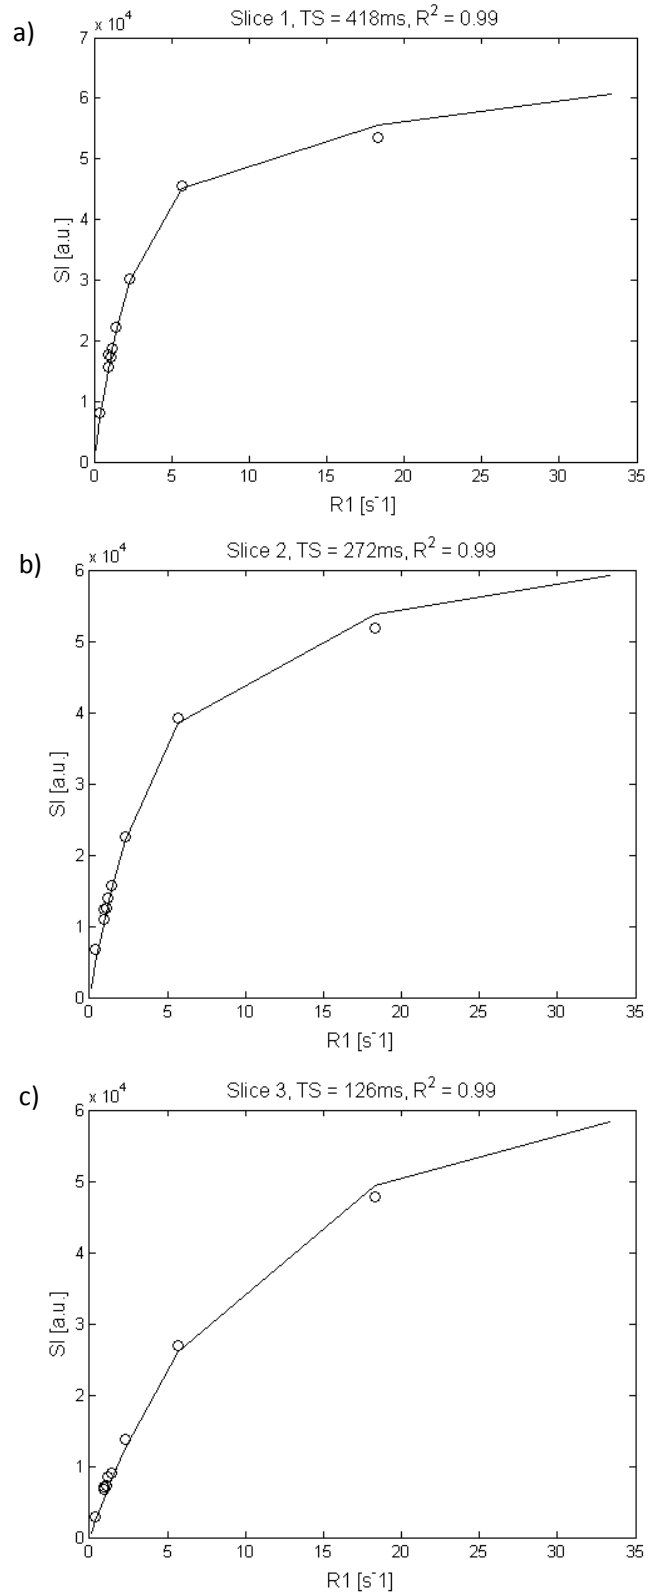 a)
x 10^4
Slice 1, TS = 418ms, R^2 = 0.99
7
6
5
4
3
2
1
0
SI [a.u.]
0 5 10 15 20 25 30 35
R1 [s^-1]
b)
x 10^4
Slice 2, TS = 272ms, R^2 = 0.99
6
5
4
3
2
1
0
SI [a.u.]
0 5 10 15 20 25 30 35
R1 [s^-1]
c)
x 10^4
Slice 3, TS = 126ms, R^2 = 0.99
6
5
4
3
2
1
0
SI [a.u.]
0 5 10 15 20 25 30 35
R1 [s^-1]